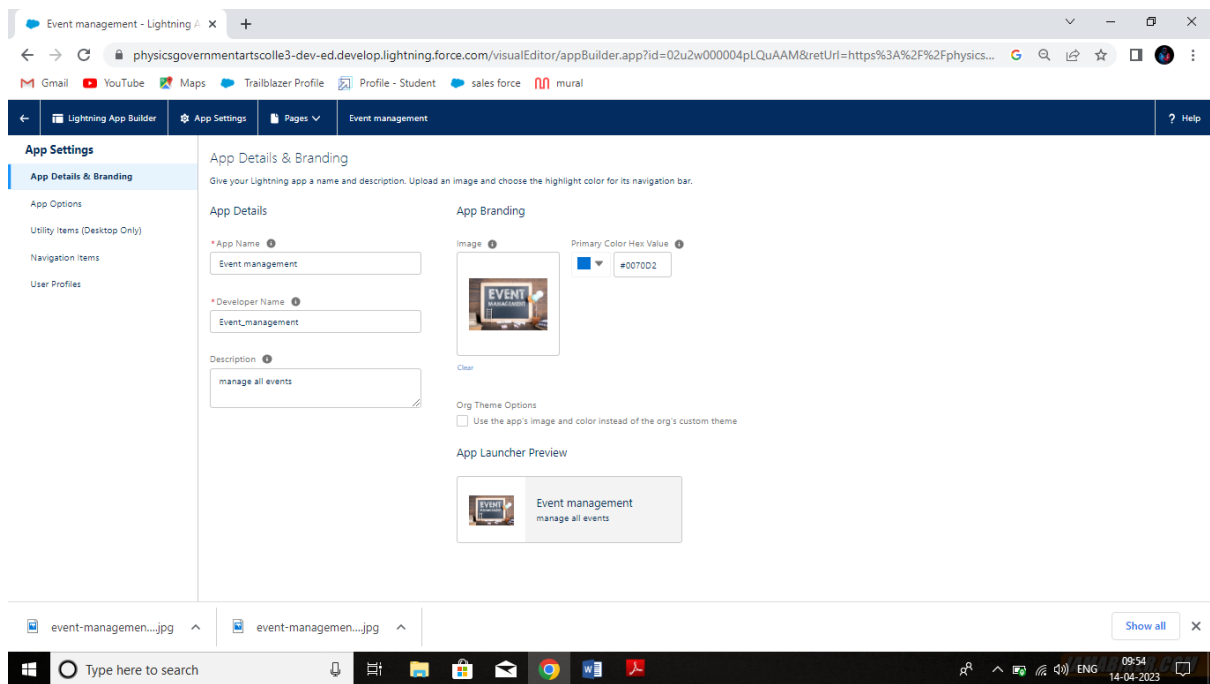 Event management - Lightning A
physicsgovernmentartscolle3-dev-ed.develop.lightning.force.com/visualEditor/appBuilder.app?id=02u2w000004pLQuAAM&retUrl=https%3A%2F%2Fphysics...
Gmail YouTube Maps Trailblazer Profile Profile - Student sales force mural
Lightning App Builder App Settings Pages Event management ? Help
App Settings
App Details & Branding
App Options
Utility Items (Desktop Only)
Navigation Items
User Profiles
App Details & Branding
Give your Lightning app a name and description. Upload an image and choose the highlight color for its navigation bar.
App Details
*App Name
Event management
*Developer Name
Event_management
Description
manage all events
App Branding
Image
EVENT
MANAGEMENT
Clear
Primary Color Hex Value
#0070D2
Org Theme Options
Use the app's image and color instead of the org's custom theme
App Launcher Preview
EVENT
Event management
manage all events
event-managemen....jpg event-managemen....jpg Show all
Type here to search
ENG
09:54
14-04-2023